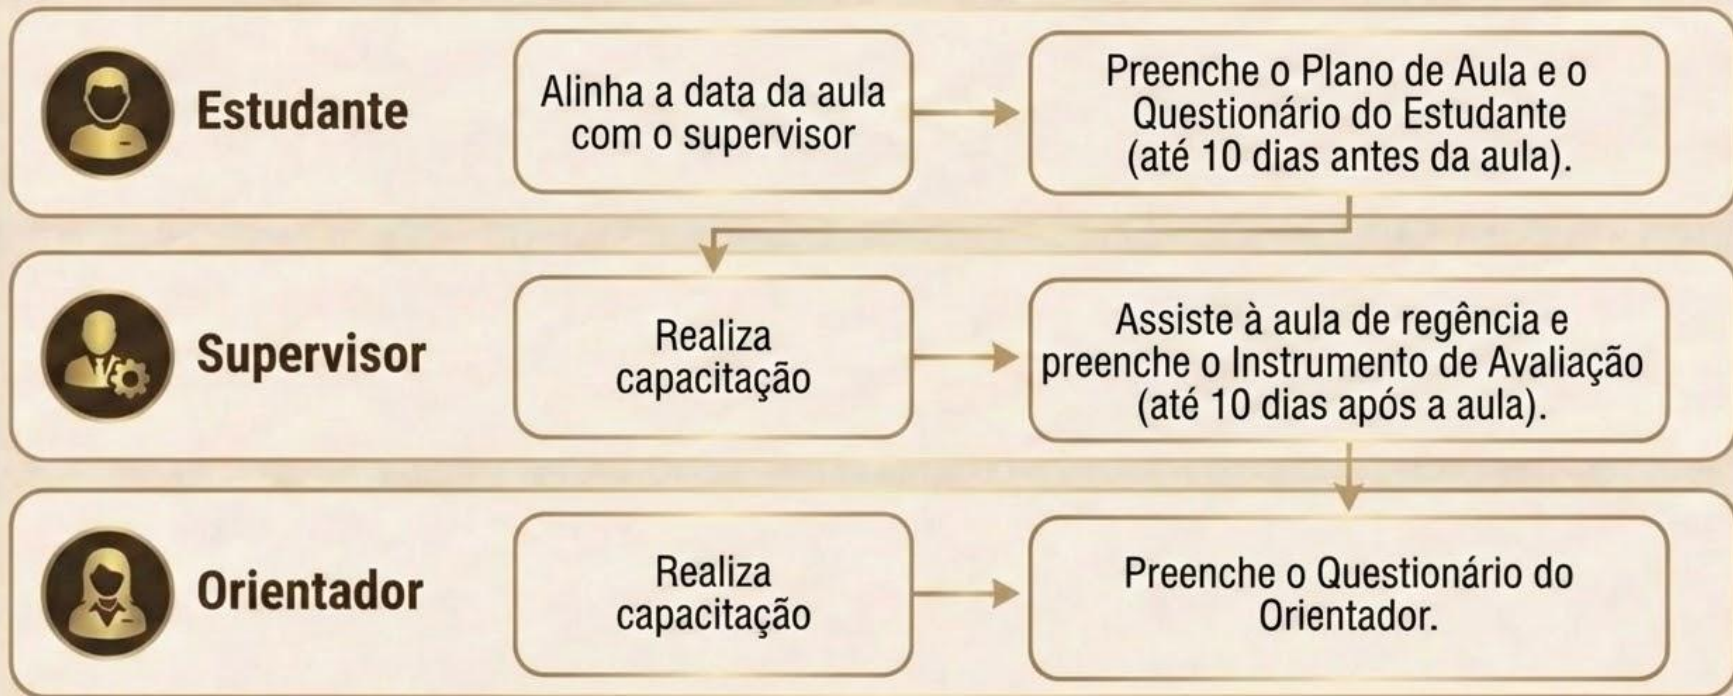 Estudante
Alinha a data da aula
com o supervisor
Preenche o Plano de Aula e o
Questionário do Estudante
(até 10 dias antes da aula).
Supervisor
Realiza
capacitação
Assiste à aula de regência e
preenche o Instrumento de Avaliação
(até 10 dias após a aula).
Orientador
Realiza
capacitação
Preenche o Questionário do
Orientador.